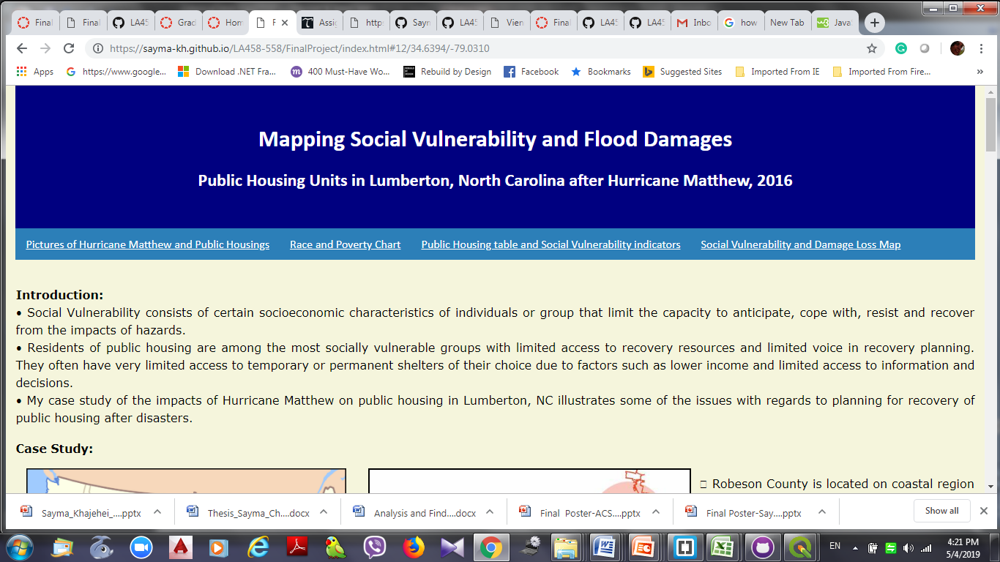 Final
Final
LA45
Grad
Hom
F
Assig
https
Sayn
LA45
Vien
Final
LA45
LA45
Inbo
how
New Tab
Java
https://sayma-kh.github.io/LA458-558/FinalProject/index.html#12/34.6394/-79.0310
Apps https://www.google... Download .NET Fra... 400 Must-Have Wo... Rebuild by Design Facebook Bookmarks Suggested Sites Imported From IE Imported From Fire... »
Mapping Social Vulnerability and Flood Damages
Public Housing Units in Lumberton, North Carolina after Hurricane Matthew, 2016
Pictures of Hurricane Matthew and Public Housings Race and Poverty Chart Public Housing table and Social Vulnerability indicators Social Vulnerability and Damage Loss Map
Introduction:
• Social Vulnerability consists of certain socioeconomic characteristics of individuals or group that limit the capacity to anticipate, cope with, resist and recover
from the impacts of hazards.
• Residents of public housing are among the most socially vulnerable groups with limited access to recovery resources and limited voice in recovery planning.
They often have very limited access to temporary or permanent shelters of their choice due to factors such as lower income and limited access to information and
decisions.
• My case study of the impacts of Hurricane Matthew on public housing in Lumberton, NC illustrates some of the issues with regards to planning for recovery of
public housing after disasters.
Case Study:
Robeson County is located on coastal region
Sayma_Khajehei_....pptx Thesis_Sayma_Ch....docx Analysis and Find....docx Final Poster-ACS....pptx Final Poster-Say....pptx Show all
EN 4:21 PM
5/4/2019